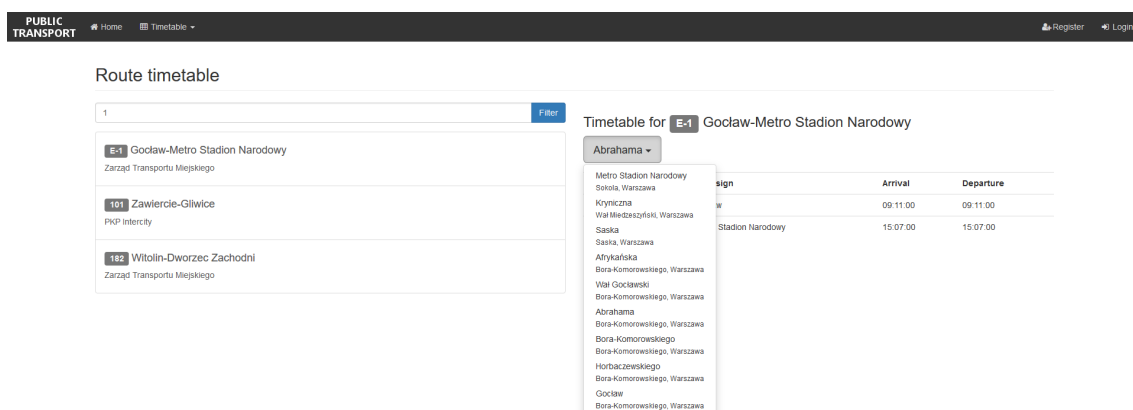 PUBLIC
TRANSPORT
Home
Timetable
Register
Login
Route timetable
1
Filter
E-1 Gocław-Metro Stadion Narodowy
Zarząd Transportu Miejskiego
101 Zawiercie-Gliwice
PKP Intercity
182 Witolin-Dworzec Zachodni
Zarząd Transportu Miejskiego
Timetable for E-1 Gocław-Metro Stadion Narodowy
Abrahama
Metro Stadion Narodowy
Sokola, Warszawa
Kryniczna
Wał Miedzeszyński, Warszawa
Saska
Saska, Warszawa
Afrykańska
Bora-Komorowskiego, Warszawa
Wał Gocławski
Bora-Komorowskiego, Warszawa
Abrahama
Bora-Komorowskiego, Warszawa
Bora-Komorowskiego
Bora-Komorowskiego, Warszawa
Horbaczewskiego
Bora-Komorowskiego, Warszawa
Gocław
Bora-Komorowskiego, Warszawa
sign Arrival Departure
w 09:11:00 09:11:00
Stadion Narodowy 15:07:00 15:07:00